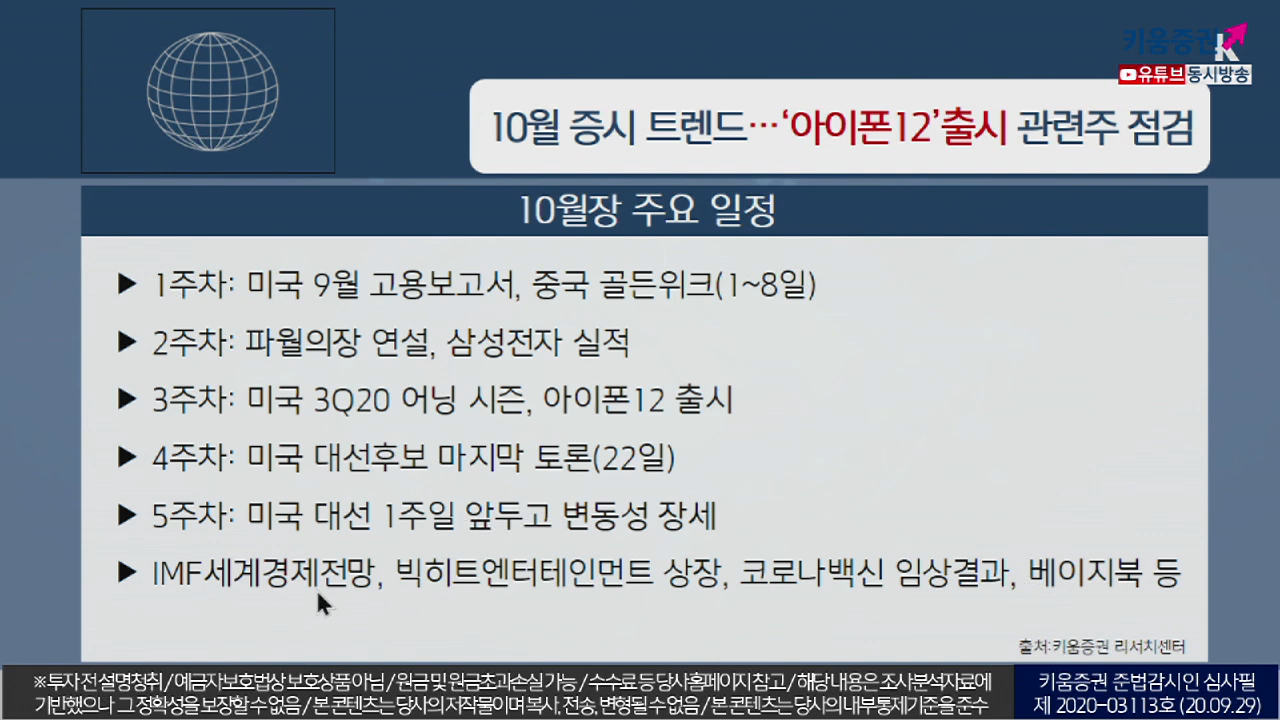 키움증권
유튜브동시방송
10월 증시 트렌드…‘아이폰12’출시 관련주 점검
10월장 주요 일정
▶ 1주차: 미국 9월 고용보고서, 중국 골든위크(1~8일)
▶ 2주차: 파월의장 연설, 삼성전자 실적
▶ 3주차: 미국 3Q20 어닝 시즌, 아이폰12 출시
▶ 4주차: 미국 대선후보 마지막 토론(22일)
▶ 5주차: 미국 대선 1주일 앞두고 변동성 장세
▶ IMF세계경제전망, 빅히트엔터테인먼트 상장, 코로나백신 임상결과, 베이지북 등
출처:키움증권 리서치센터
※ 투자 전 설명청취 / 예금자보호법상 보호상품 아님 / 원금 및 원금초과손실 가능 / 수수료 등 당사홈페이지 참고 / 해당 내용은 조사분석자료에
기반했으나 그 정확성을 보장할 수 없음 / 본 콘텐츠는 당사의 저작물이며 복사, 전송, 변형될 수 없음 / 본 콘텐츠는 당사의 내부통제기준을 준수
키움증권 준법감시인 심사필
제 2020-03113호 (20.09.29)